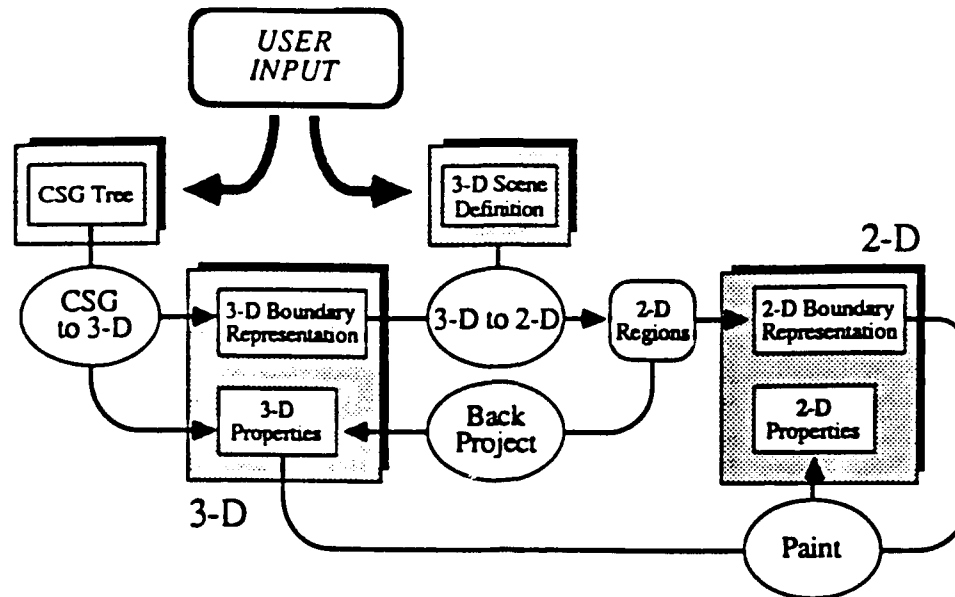 USER
INPUT
CSG Tree
3-D Scene
Definition
2-D
CSG
to 3-D
3-D Boundary
Representation
3-D to 2-D
2-D
Regions
2-D Boundary
Representation
3-D
Properties
Back
Project
2-D
Properties
3-D
Paint